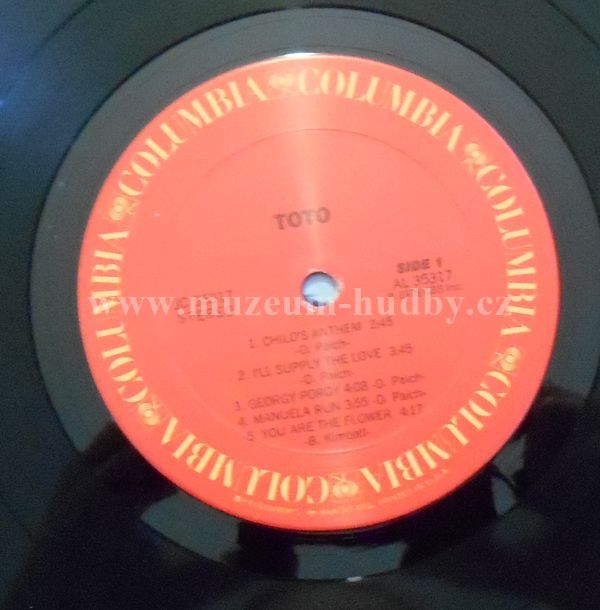 COLUMBIA COLUMBIA COLUMBIA COLUMBIA COLUMBIA COLUMBIA
TOTO
SIDE 1
AL 35317
STEREO
www.muzeum-hudby.cz
1. CHILD'S ANTHEM 2:45
-D. Paich-
2. I'LL SUPPLY THE LOVE 3:45
-D. Paich-
3. GEORGY PORGY 4:08 -D. Paich-
4. MANUELA RUN 3:55 -D. Paich-
5. YOU ARE THE FLOWER 4:17
-B. Kimball-